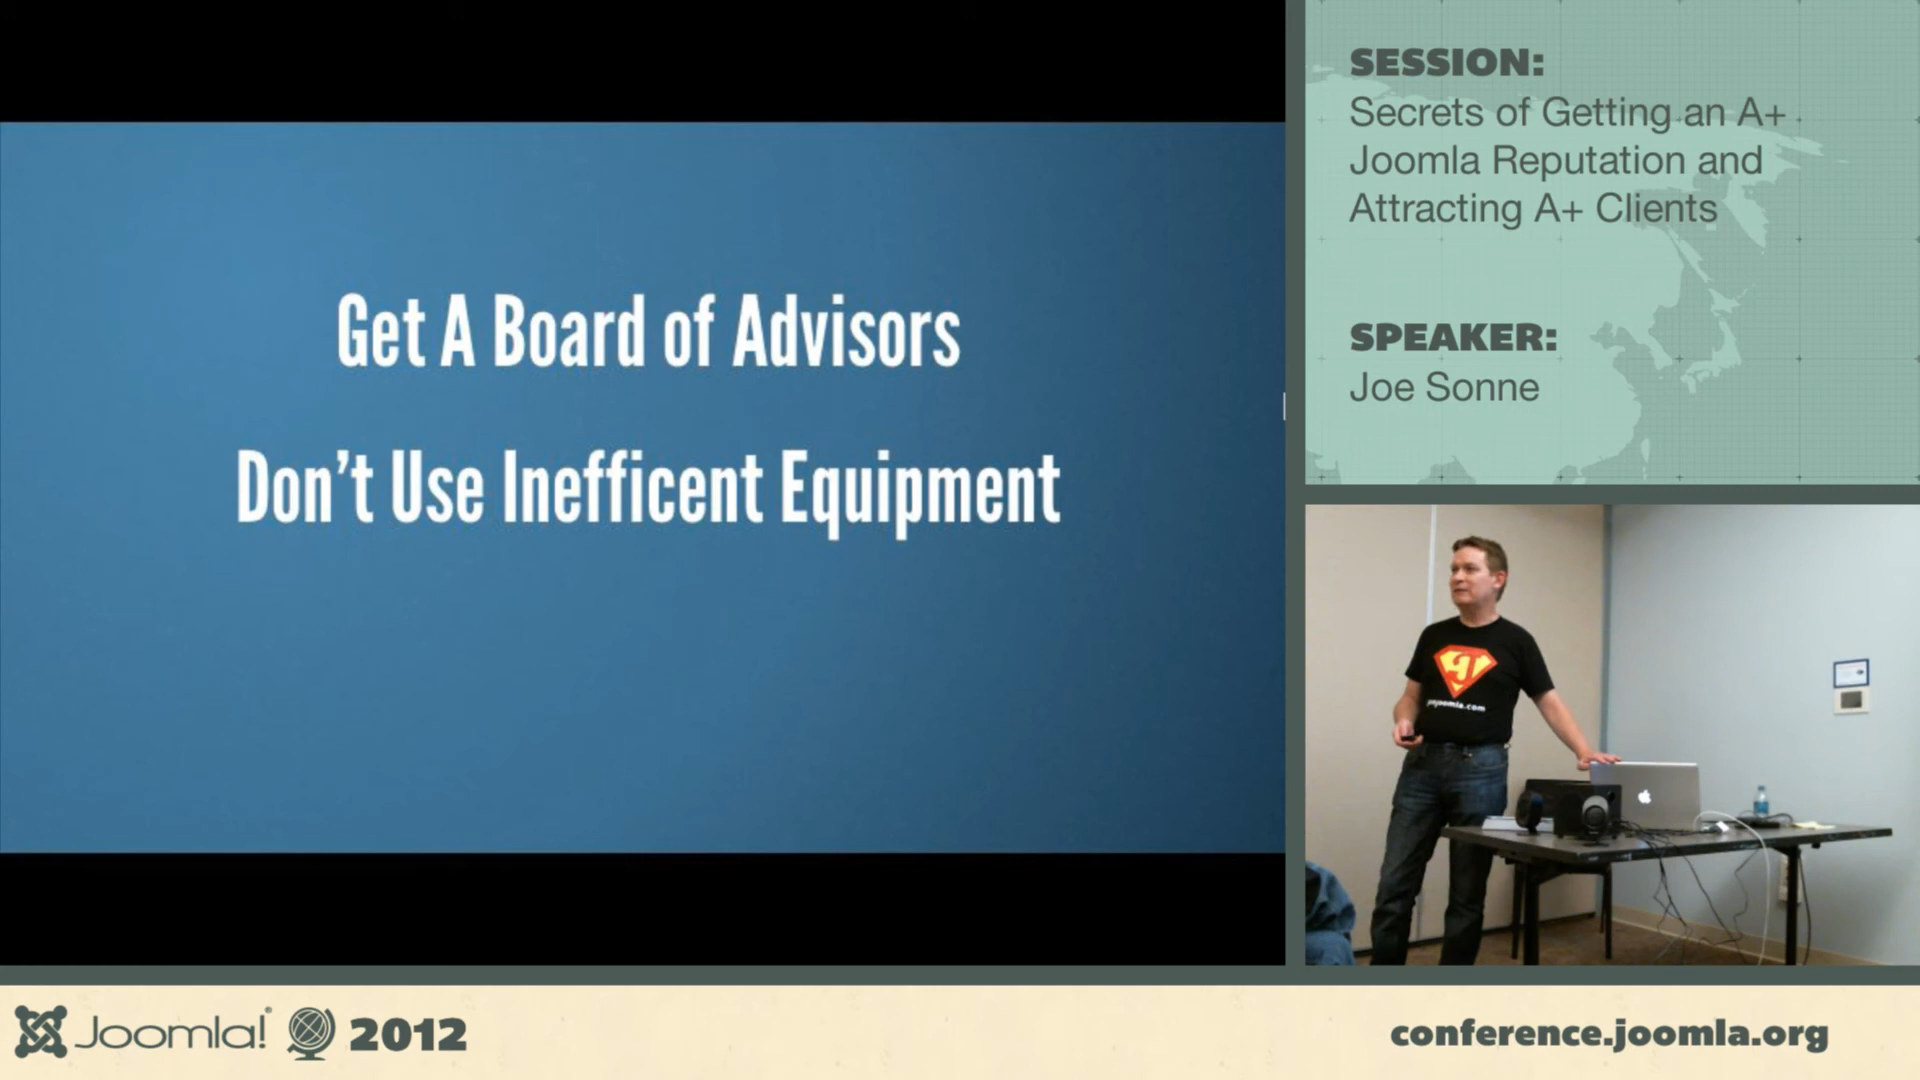 Get A Board of Advisors
Don't Use Inefficent Equipment
SESSION:
Secrets of Getting an A+
Joomla Reputation and
Attracting A+ Clients
SPEAKER:
Joe Sonne
Joomla!® 2012
conference.joomla.org